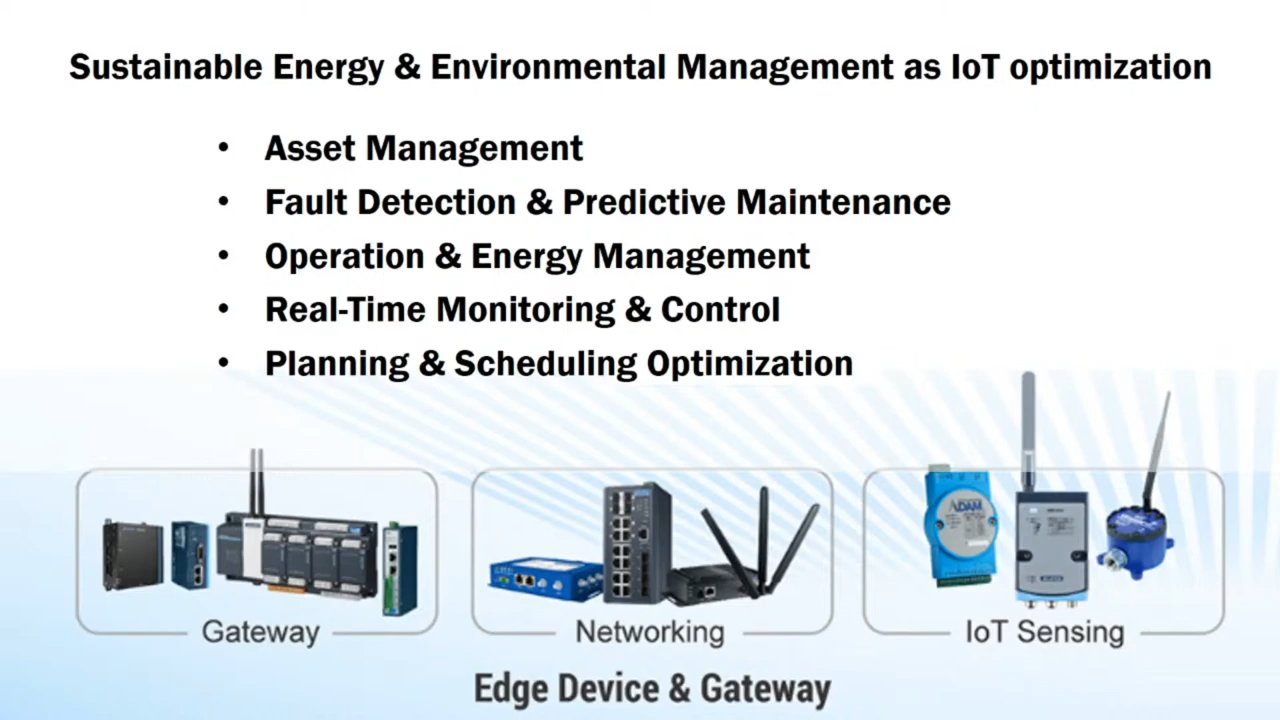 Sustainable Energy & Environmental Management as IoT optimization
• Asset Management
• Fault Detection & Predictive Maintenance
• Operation & Energy Management
• Real-Time Monitoring & Control
• Planning & Scheduling Optimization
ADAM
Gateway
Networking
IoT Sensing
Edge Device & Gateway